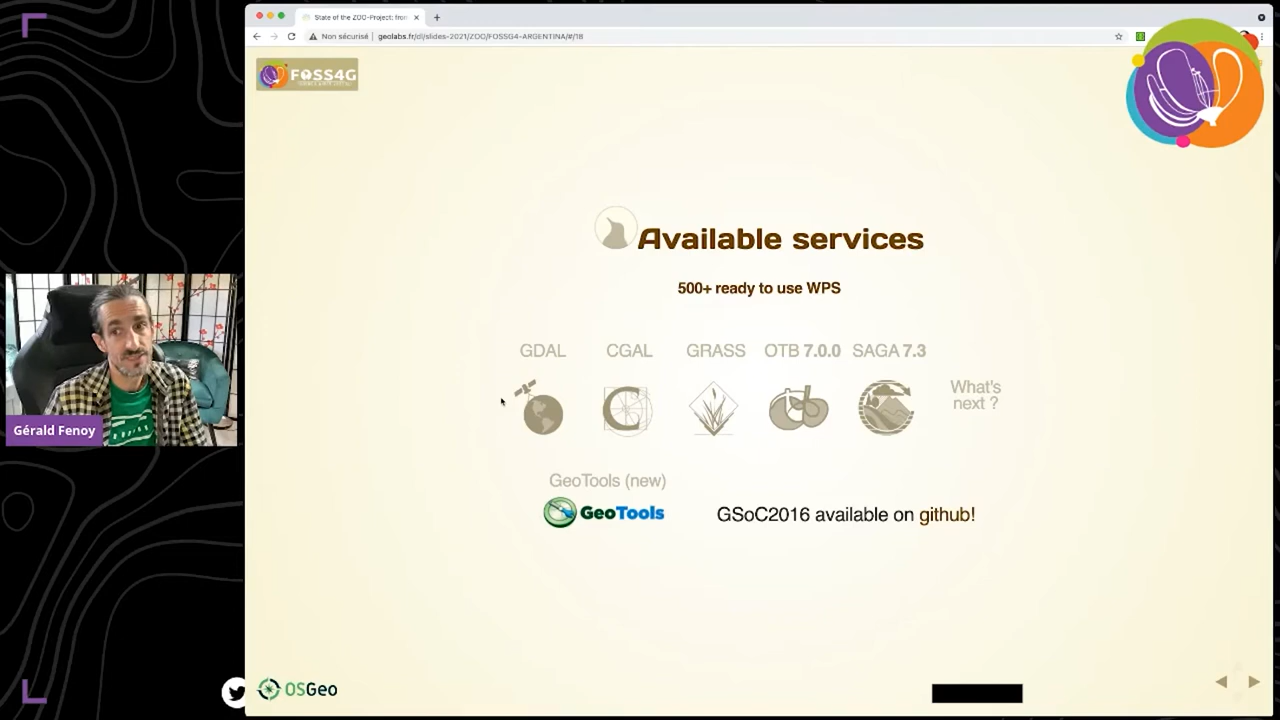 State of the ZOO-Project: fro
Non sécurisé | geolabs.fr/dl/slides-2021/ZOO/FOSSG4-ARGENTINA/#/18
FOSS4G
Available services
500+ ready to use WPS
GDAL CGAL GRASS OTB 7.0.0 SAGA 7.3
What's
next ?
C
Gérald Fenoy
GeoTools (new)
GeoTools
GSoC2016 available on github!
OSGeo